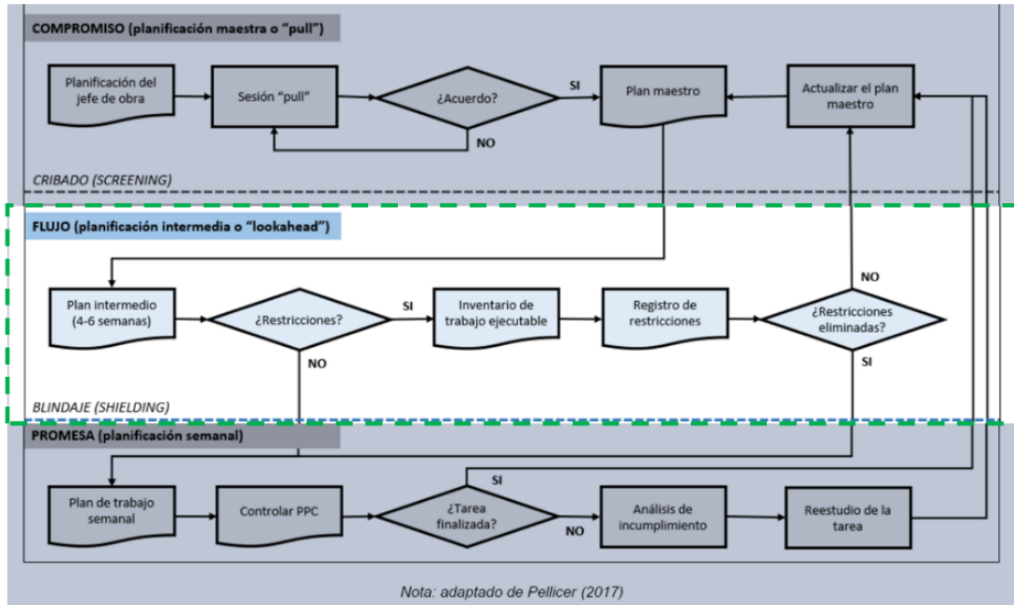 COMPROMISO (planificación maestra o “pull”)
Planificación del
jefe de obra
Sesión “pull”
¿Acuerdo?
SI
NO
Plan maestro
Actualizar el plan
maestro
CRIBADO (SCREENING)
FLUJO (planificación intermedia o “lookahead”)
Plan intermedio
(4-6 semanas)
¿Restricciones?
SI
NO
Inventario de
trabajo ejecutable
Registro de
restricciones
¿Restricciones
eliminadas?
NO
SI
BLINDAJE (SHIELDING)
PROMESA (planificación semanal)
Plan de trabajo
semanal
Controlar PPC
¿Tarea
finalizada?
SI
NO
Análisis de
incumplimiento
Reestudio de la
tarea
Nota: adaptado de Pellicer (2017)